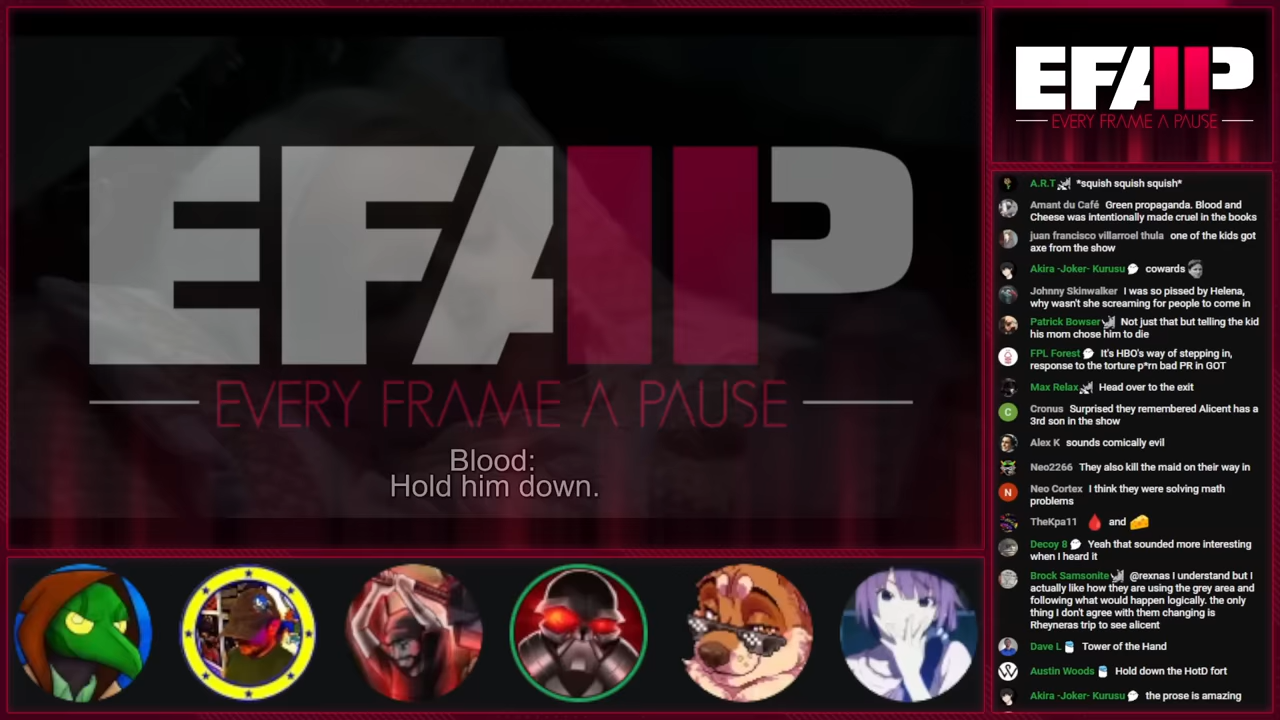 EFAP
EVERY FRAME A PAUSE
Blood:
Hold him down.
EFAP
EVERY FRAME A PAUSE
A.R.T *squish squish squish*
Amant du Café Green propaganda. Blood and
Cheese was intentionally made cruel in the books
juan francisco villarroel thula one of the kids got
axe from the show
Akira -Joker- Kurusu cowards
Johnny Skinwalker I was so pissed by Helena,
why wasn't she screaming for people to come in
Patrick Bowser Not just that but telling the kid
his mom chose him to die
FPL Forest It's HBO's way of stepping in,
response to the torture p*rn bad PR in GOT
Max Relax Head over to the exit
C
Cronus Surprised they remembered Alicent has a
3rd son in the show
Alex K sounds comically evil
Neo2266 They also kill the maid on their way in
N
Neo Cortex I think they were solving math
problems
TheKpa11 🩸 and 🧀
Decoy 8 Yeah that sounded more interesting
when I heard it
Brock Samsonite @rexnas I understand but I
actually like how they are using the grey area and
following what would happen logically. the only
thing I don't agree with them changing is
Rheyneras trip to see alicent
Dave L Tower of the Hand
W
Austin Woods Hold down the HotD fort
Akira -Joker- Kurusu the prose is amazing